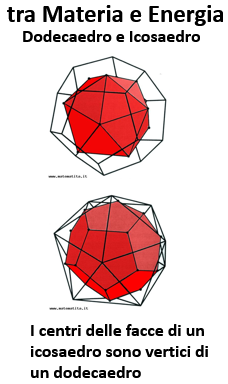 tra Materia e Energia
Dodecaedro e Icosaedro
www.matematita.it
www.matematita.it
I centri delle facce di un
icosaedro sono vertici di
un dodecaedro